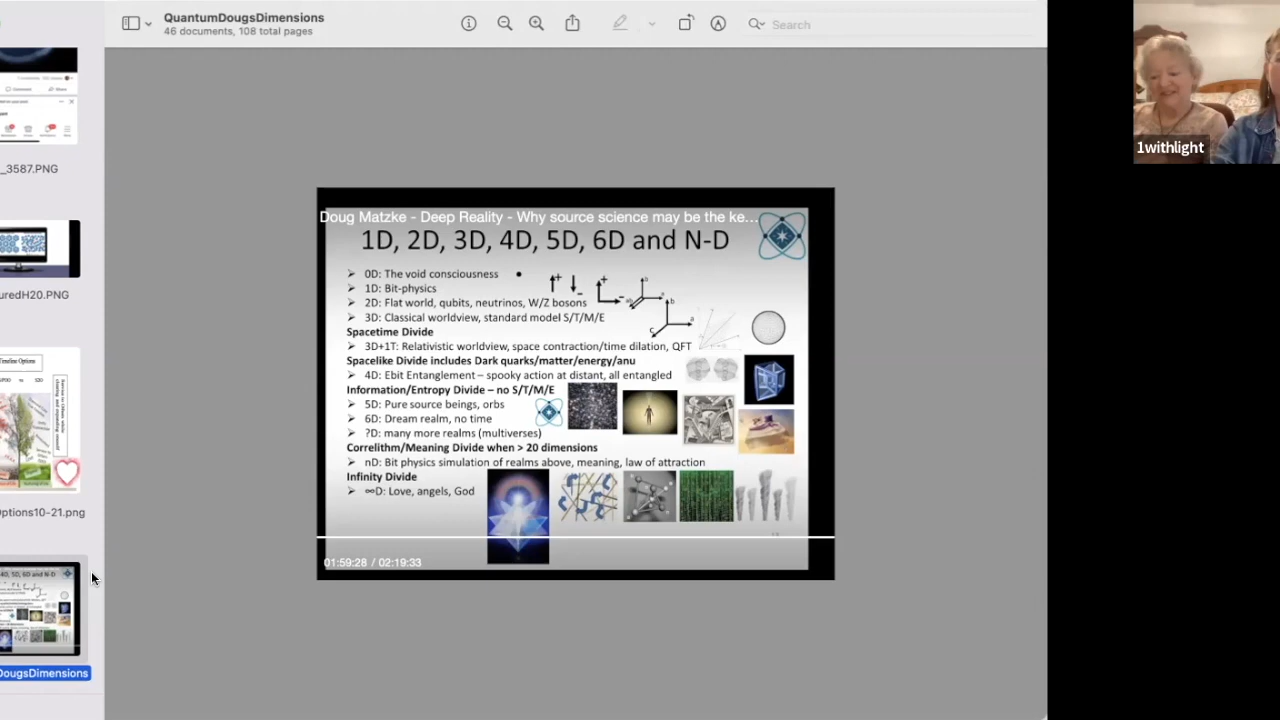 QuantumDougsDimensions
46 documents, 108 total pages
Search
_3587.PNG
uredH20.PNG
Timeline Options
ptions10-21.png
DougsDimensions
Doug Matzke - Deep Reality - Why source science may be the ke...
1D, 2D, 3D, 4D, 5D, 6D and N-D
➢ 0D: The void consciousness
➢ 1D: Bit-physics
➢ 2D: Flat world, qubits, neutrinos, W/Z bosons
➢ 3D: Classical worldview, standard model S/T/M/E
Spacetime Divide
➢ 3D+1T: Relativistic worldview, space contraction/time dilation, QFT
Spacelike Divide includes Dark quarks/matter/energy/anu
➢ 4D: Ebit Entanglement – spooky action at distant, all entangled
Information/Entropy Divide – no S/T/M/E
➢ 5D: Pure source beings, orbs
➢ 6D: Dream realm, no time
➢ ?D: many more realms (multiverses)
Correlithm/Meaning Divide when > 20 dimensions
➢ nD: Bit physics simulation of realms above, meaning, law of attraction
Infinity Divide
➢ ∞D: Love, angels, God
01:59:28 / 02:19:33
1withlight